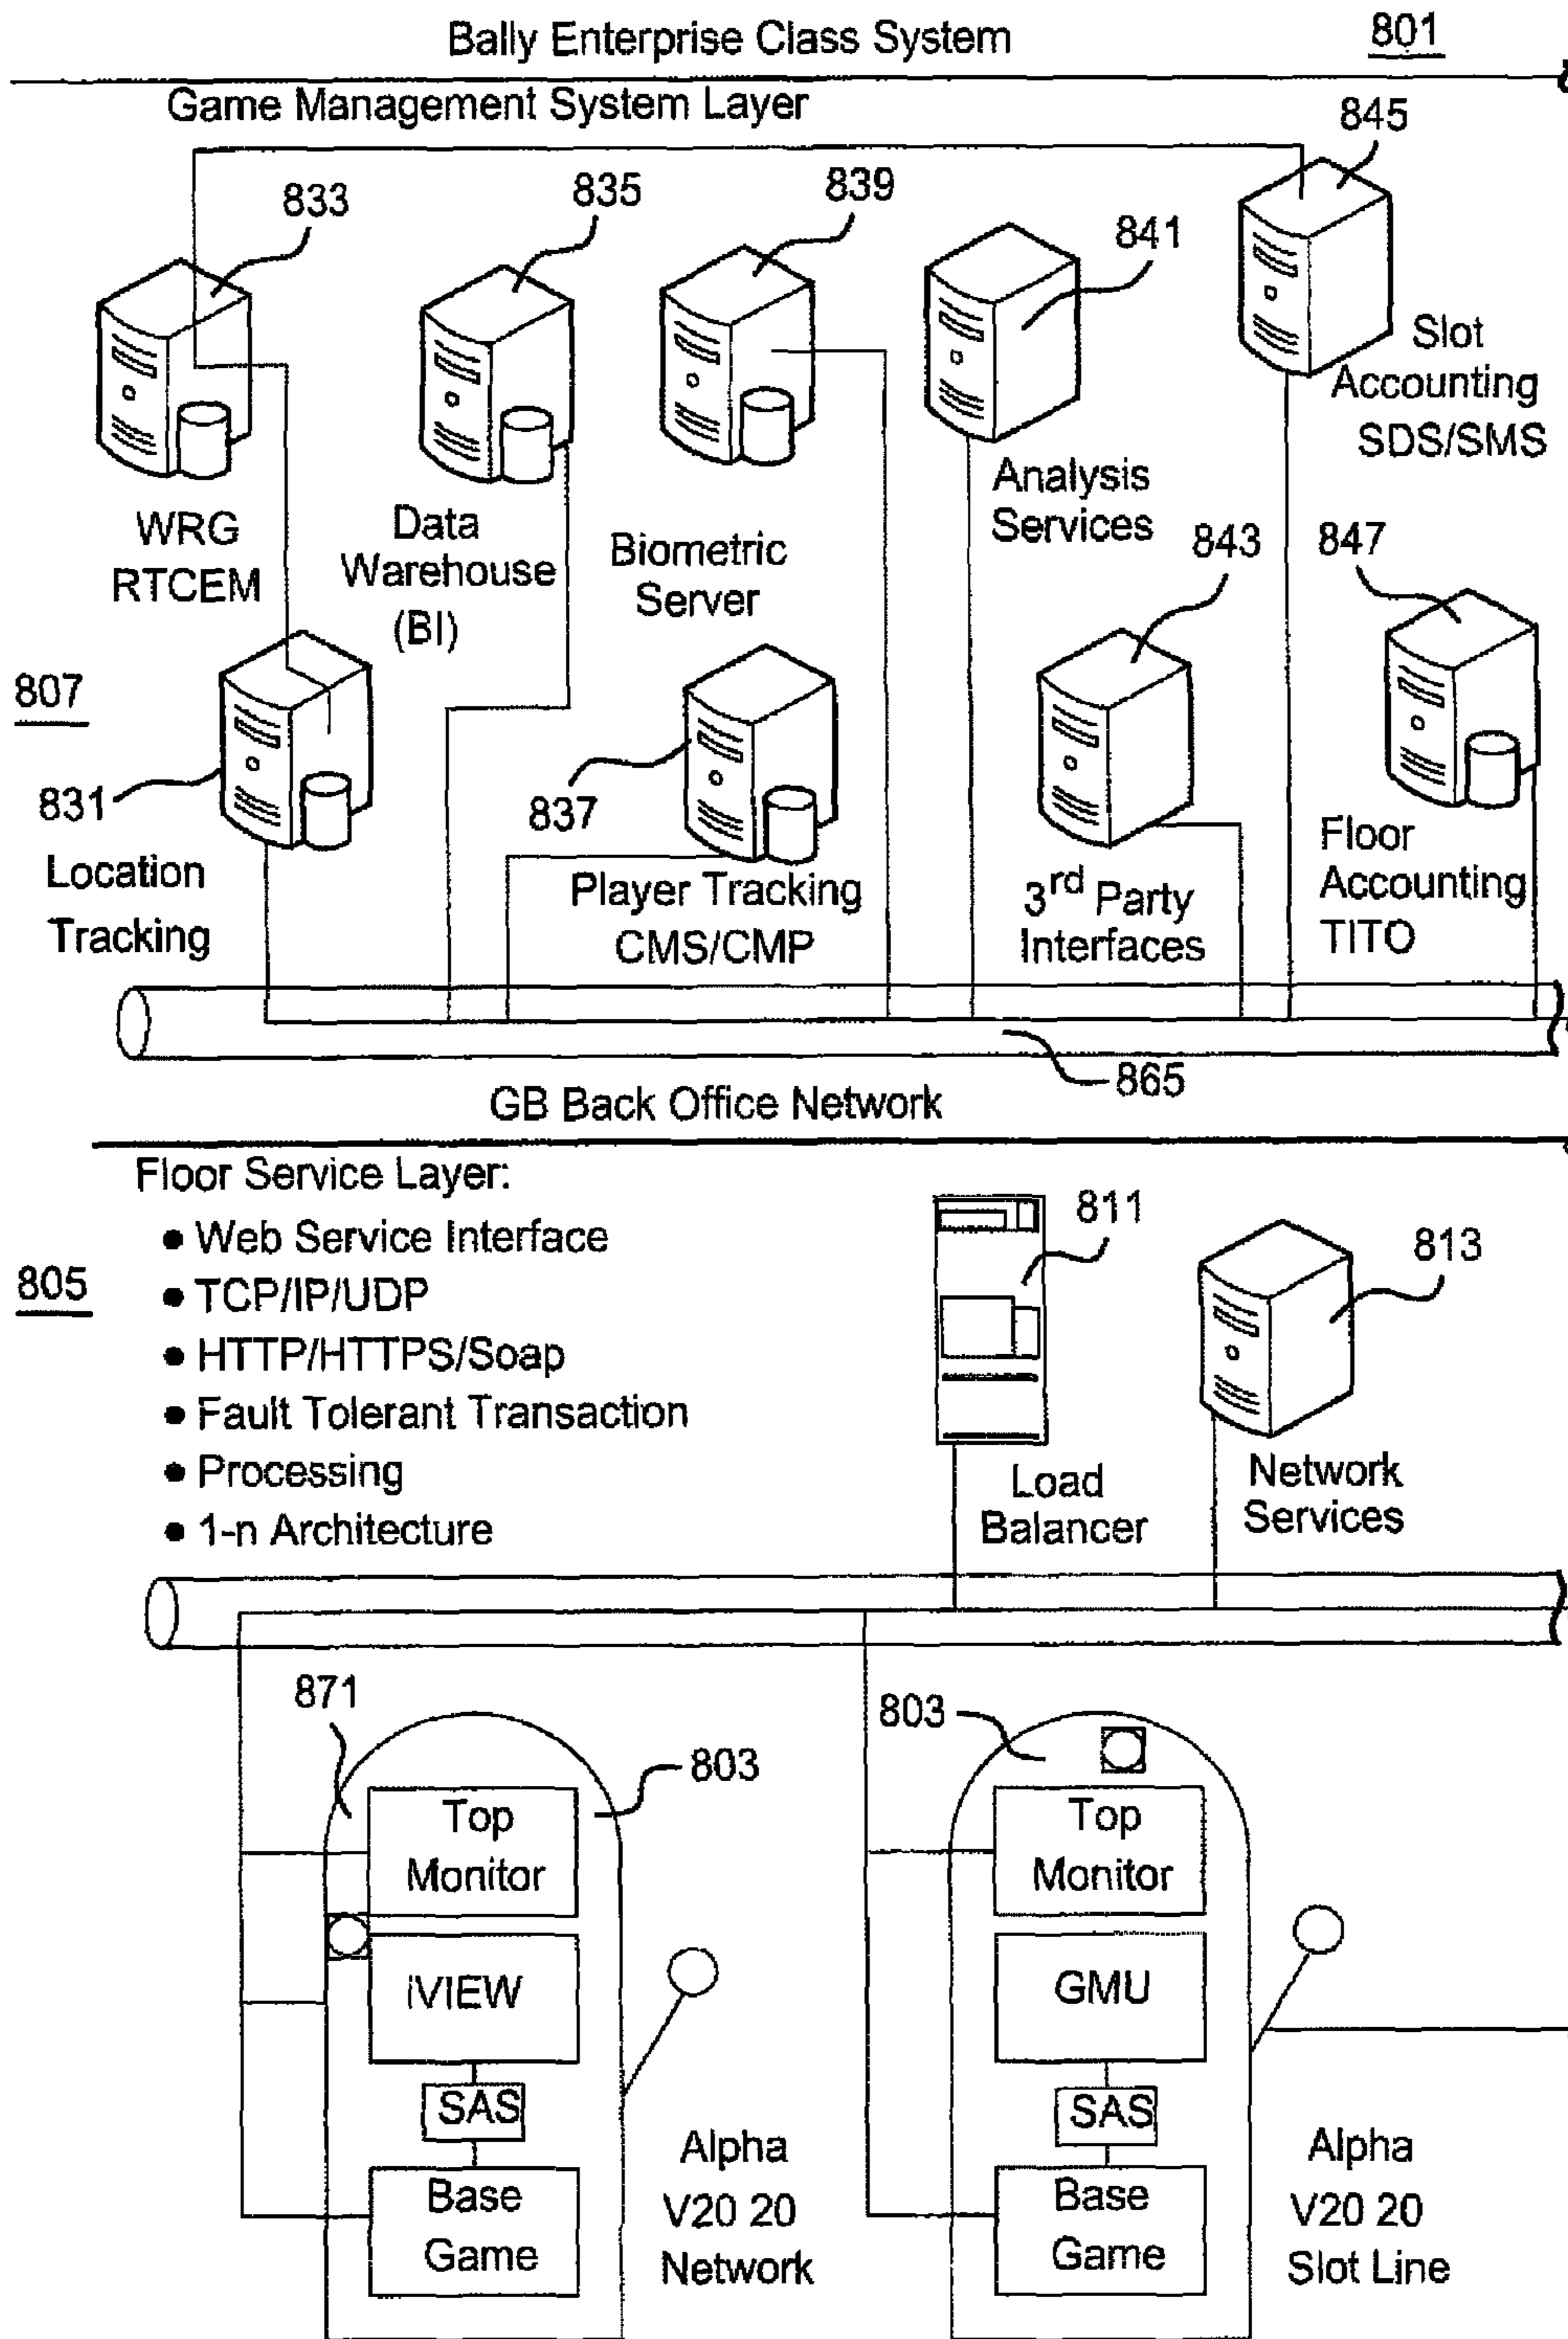 Bally Enterprise Class System
801
Game Management System Layer
845
833
835
839
841
Slot
Accounting
SDS/SMS
WRG
RTCEM
Data
Warehouse
(BI)
Biometric
Server
Analysis
Services
843
847
807
831
837
Location
Tracking
Player Tracking
CMS/CMP
3rd Party
Interfaces
Floor
Accounting
TITO
865
GB Back Office Network
Floor Service Layer:
• Web Service Interface
• TCP/IP/UDP
• HTTP/HTTPS/Soap
• Fault Tolerant Transaction
• Processing
• 1-n Architecture
805
811
813
Load
Balancer
Network
Services
871
803
803
Top
Monitor
iVIEW
SAS
Base
Game
Alpha
V20 20
Network
Top
Monitor
GMU
SAS
Base
Game
Alpha
V20 20
Slot Line